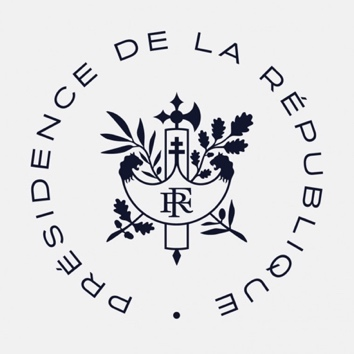 PRÉSIDENCE DE LA RÉPUBLIQUE
RF